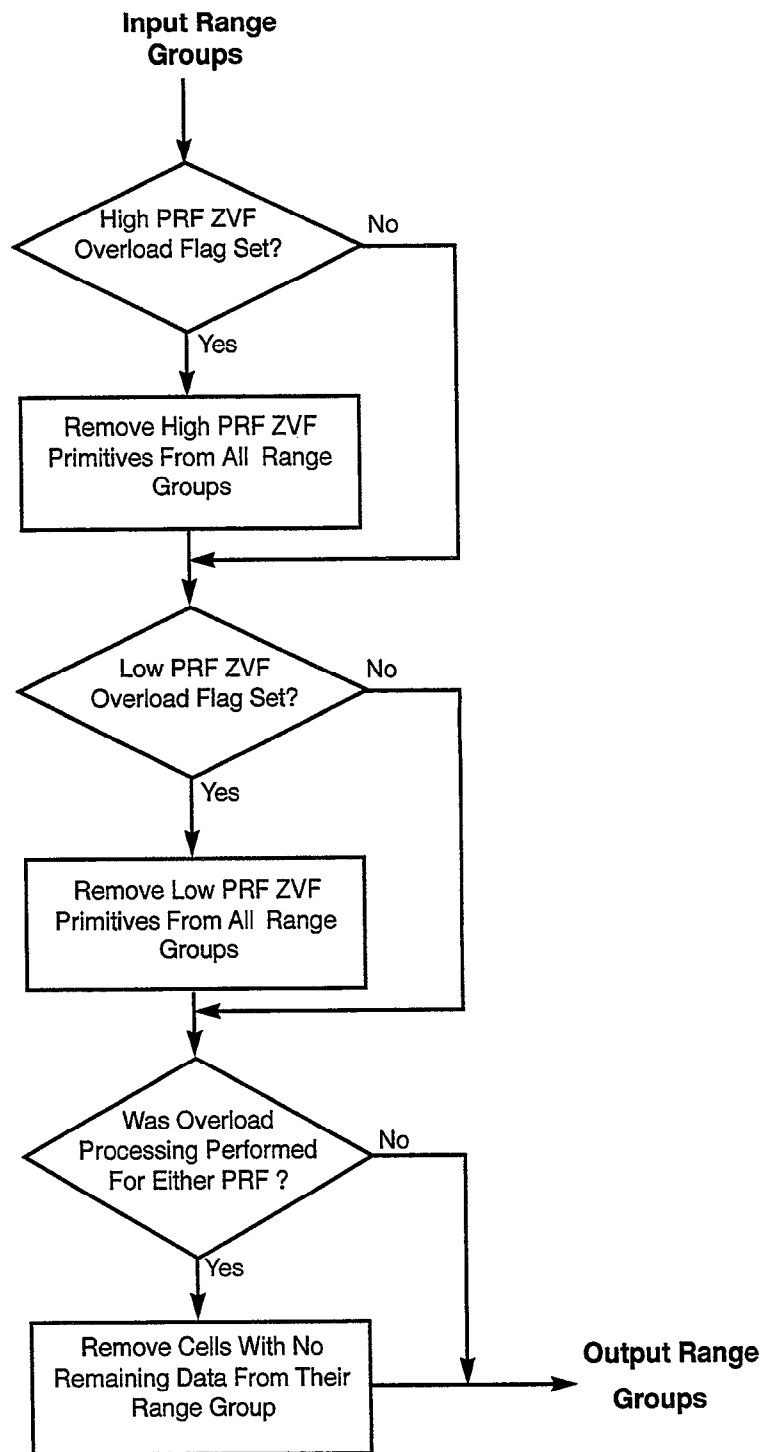 Input Range
Groups
High PRF ZVF
Overload Flag Set?
No
Yes
Remove High PRF ZVF
Primitives From All Range
Groups
Low PRF ZVF
Overload Flag Set?
No
Yes
Remove Low PRF ZVF
Primitives From All Range
Groups
Was Overload
Processing Performed
For Either PRF ?
No
Yes
Remove Cells With No
Remaining Data From Their
Range Group
Output Range
Groups